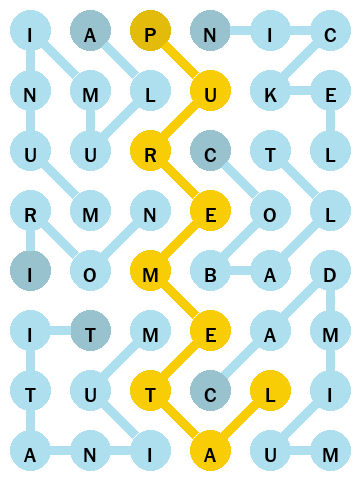 I A P N I C
N M L U K E
U U R C T L
R M N E O L
I O M B A D
I T M E A M
T U T C L I
A N I A U M